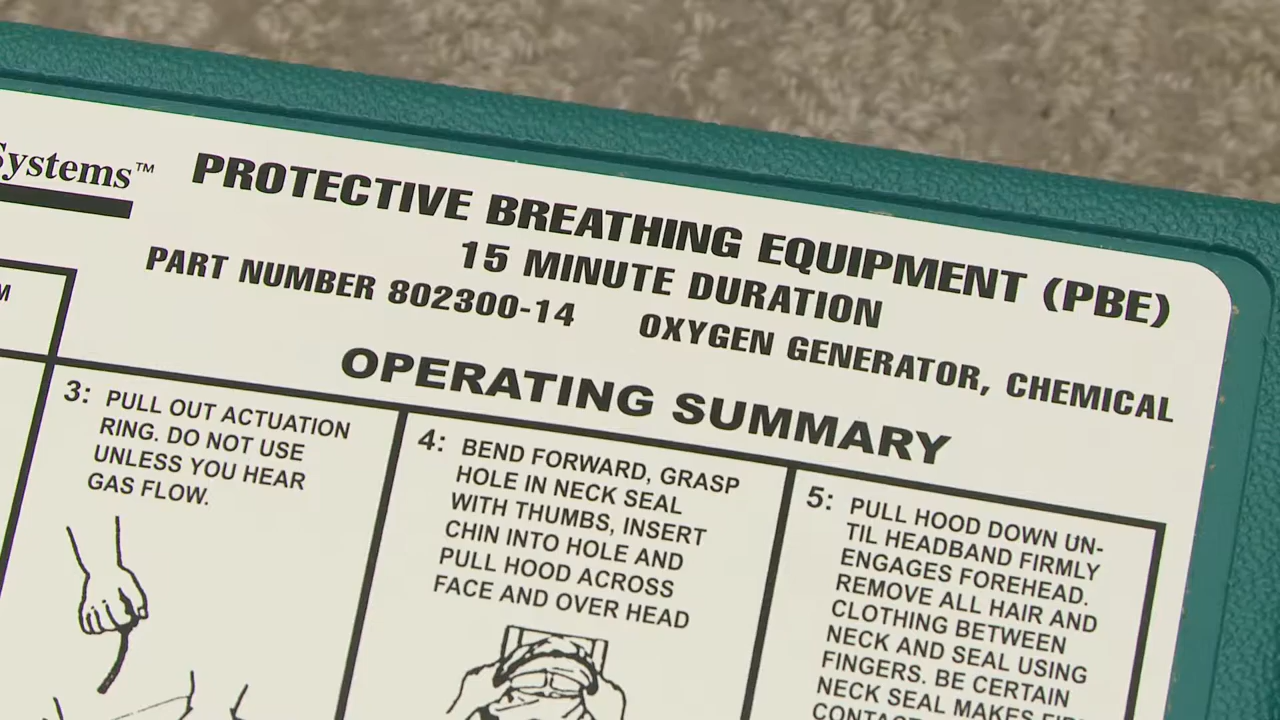 Systems™
PROTECTIVE BREATHING EQUIPMENT (PBE)
15 MINUTE DURATION
PART NUMBER 802300-14 OXYGEN GENERATOR, CHEMICAL
OPERATING SUMMARY
3: PULL OUT ACTUATION
RING. DO NOT USE
UNLESS YOU HEAR
GAS FLOW.
4: BEND FORWARD, GRASP
HOLE IN NECK SEAL
WITH THUMBS, INSERT
CHIN INTO HOLE AND
PULL HOOD ACROSS
FACE AND OVER HEAD
5: PULL HOOD DOWN UN-
TIL HEADBAND FIRMLY
ENGAGES FOREHEAD.
REMOVE ALL HAIR AND
CLOTHING BETWEEN
NECK AND SEAL USING
FINGERS. BE CERTAIN
NECK SEAL MAKES